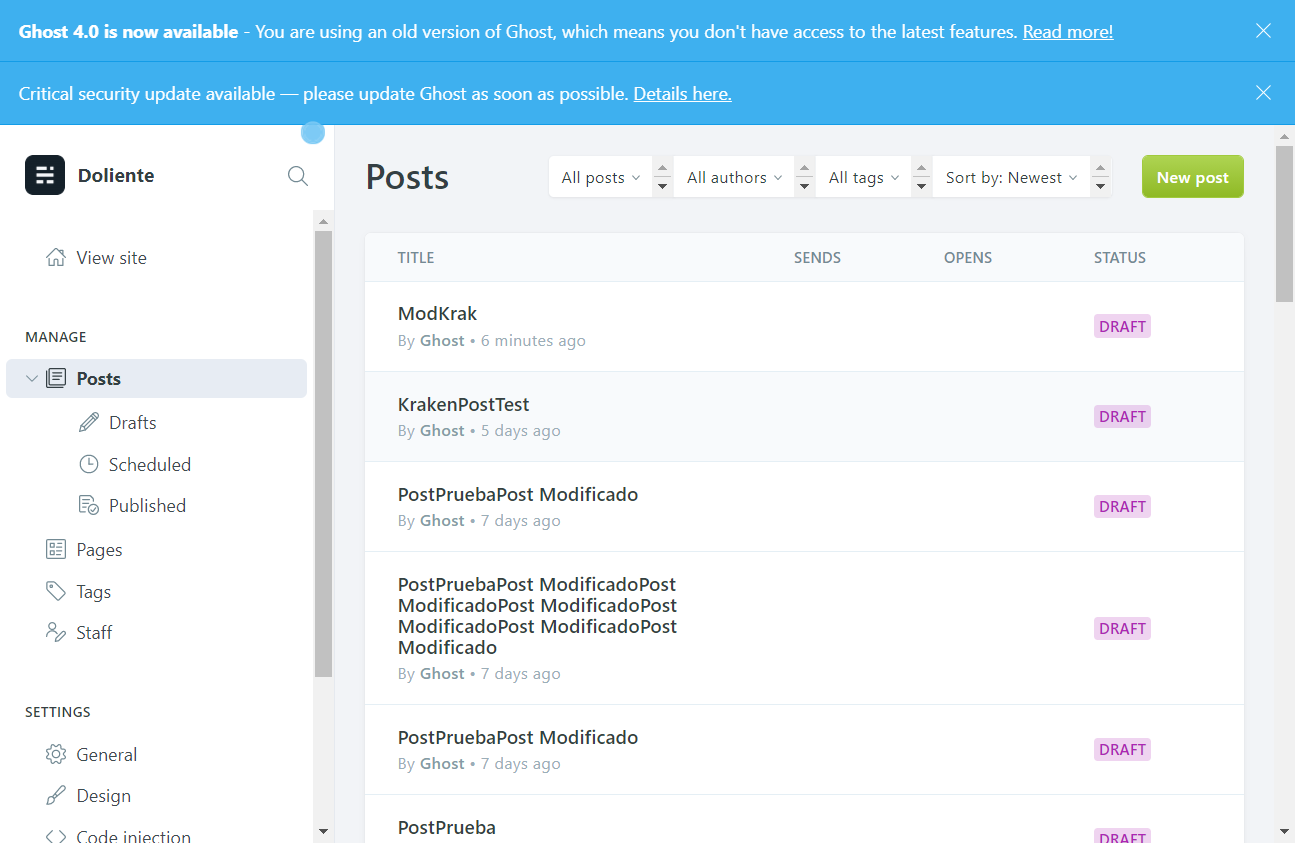 Ghost 4.0 is now available - You are using an old version of Ghost, which means you don't have access to the latest features. Read more!
Critical security update available — please update Ghost as soon as possible. Details here.
Doliente
View site
MANAGE
Posts
Drafts
Scheduled
Published
Pages
Tags
Staff
SETTINGS
General
Design
Code injection
Posts
All posts
All authors
All tags
Sort by: Newest
New post
TITLE SENDS OPENS STATUS
ModKrak
By Ghost • 6 minutes ago
DRAFT
KrakenPostTest
By Ghost • 5 days ago
DRAFT
PostPruebaPost Modificado
By Ghost • 7 days ago
DRAFT
PostPruebaPost ModificadoPost
ModificadoPost ModificadoPost
ModificadoPost ModificadoPost
Modificado
By Ghost • 7 days ago
DRAFT
PostPruebaPost Modificado
By Ghost • 7 days ago
DRAFT
PostPrueba
DRAFT